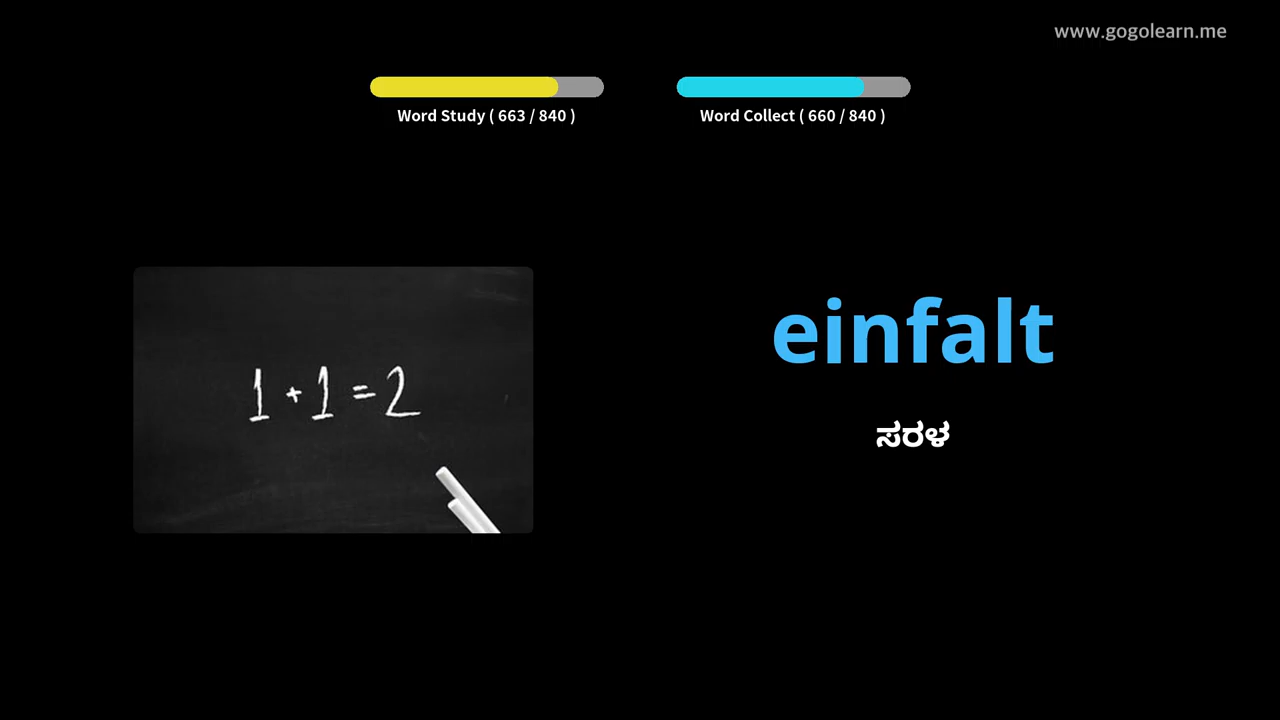 www.gogolearn.me
Word Study ( 663 / 840 )
Word Collect ( 660 / 840 )
1 + 1 = 2
einfalt
ಸರಳ